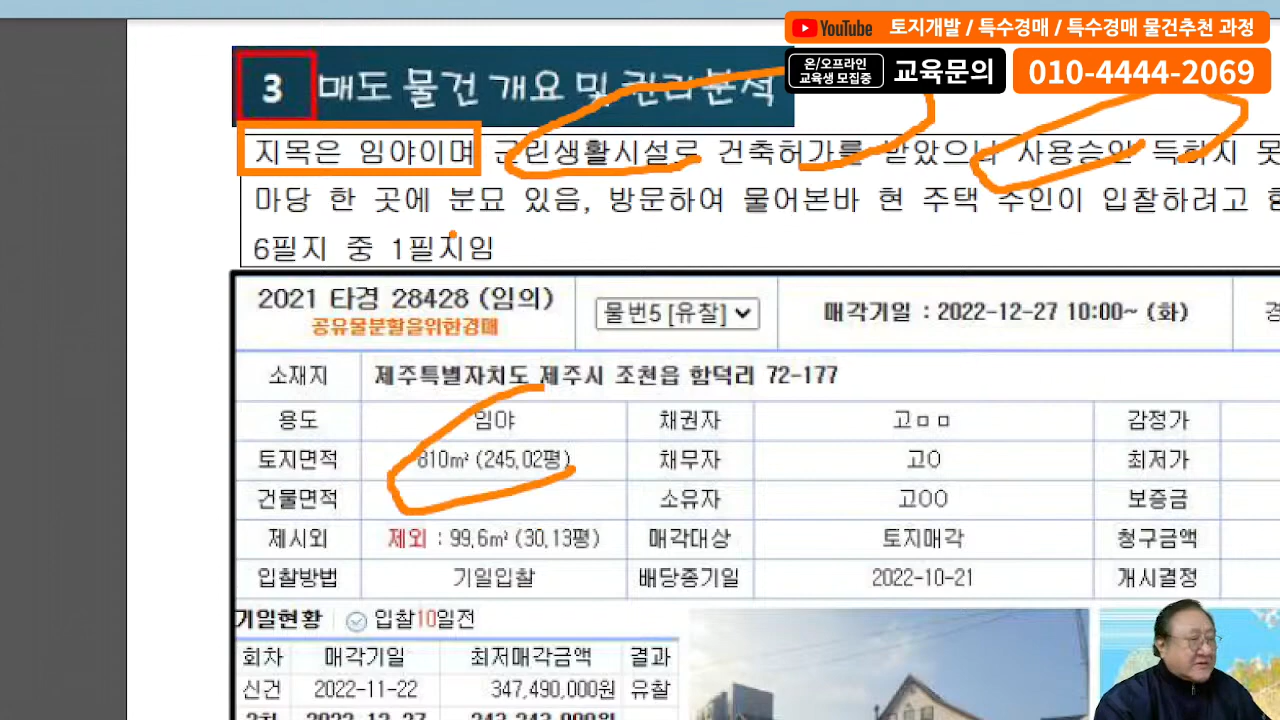 YouTube 토지개발 / 특수경매 / 특수경매 물건추천 과정
온/오프라인
교육생 모집중
교육문의 010-4444-2069
3 매도 물건 개요 및 권리분석
지목은 임야이며 근린생활시설로 건축허가를 받았으나 사용승인 득하지 못
마당 한 곳에 분묘 있음, 방문하여 물어본바 현 주택 주인이 입찰하려고
6필지 중 1필지임
2021 타경 28428 (임의) 물번5 [유찰] 매각기일 : 2022-12-27 10:00~ (화) 경
공유물분할을위한경매
소재지 제주특별자치도 제주시 조천읍 함덕리 72-177
용도 임야 채권자 고ㅁㅁ 감정가
토지면적 810㎡ (245.02평) 채무자 고O 최저가
건물면적 소유자 고OO 보증금
제시외 제외 : 99.6㎡ (30.13평) 매각대상 토지매각 청구금액
입찰방법 기일입찰 배당종기일 2022-10-21 개시결정
기일현황 입찰10일전
회차 매각기일 최저매각금액 결과
신건 2022-11-22 347,490,000원 유찰
2차 2022-12-27 243,243,000원